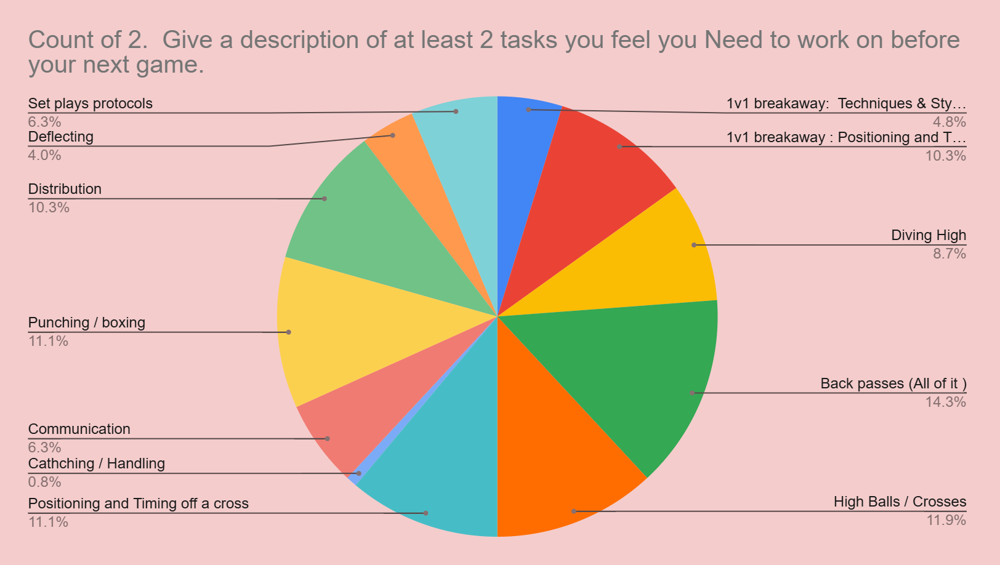 Count of 2.  Give a description of at least 2 tasks you feel you Need to work on before
your next game.
Set plays protocols
6.3%
Deflecting
4.0%
Distribution
10.3%
Punching / boxing
11.1%
Communication
6.3%
Cathching / Handling
0.8%
Positioning and Timing off a cross
11.1%
1v1 breakaway:  Techniques & Sty…
4.8%
1v1 breakaway : Positioning and T…
10.3%
Diving High
8.7%
Back passes (All of it )
14.3%
High Balls / Crosses
11.9%